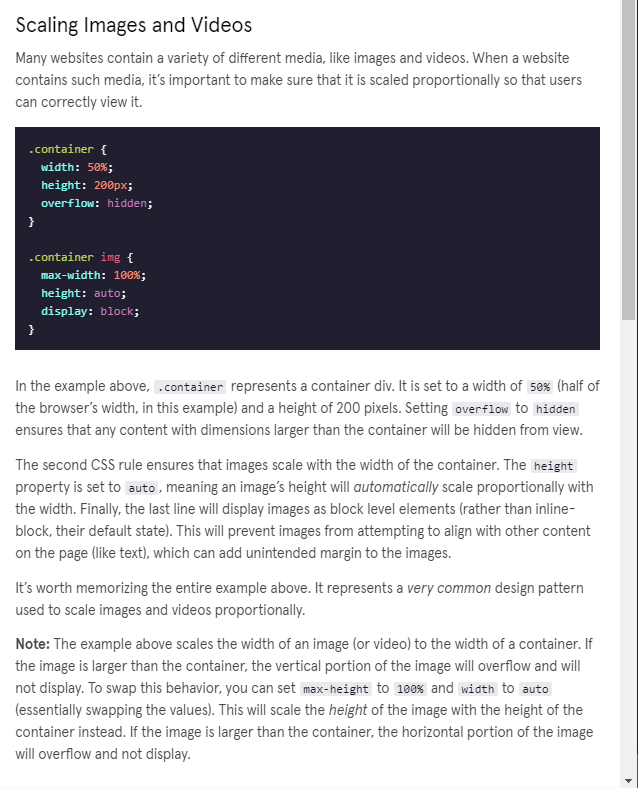 Scaling Images and Videos
Many websites contain a variety of different media, like images and videos. When a website
contains such media, it’s important to make sure that it is scaled proportionally so that users
can correctly view it.
.container {
  width: 50%;
  height: 200px;
  overflow: hidden;
}
.container img {
  max-width: 100%;
  height: auto;
  display: block;
}
In the example above, .container represents a container div. It is set to a width of 50% (half of
the browser’s width, in this example) and a height of 200 pixels. Setting overflow to hidden
ensures that any content with dimensions larger than the container will be hidden from view.
The second CSS rule ensures that images scale with the width of the container. The height
property is set to auto, meaning an image’s height will automatically scale proportionally with
the width. Finally, the last line will display images as block level elements (rather than inline-
block, their default state). This will prevent images from attempting to align with other content
on the page (like text), which can add unintended margin to the images.
It’s worth memorizing the entire example above. It represents a very common design pattern
used to scale images and videos proportionally.
Note: The example above scales the width of an image (or video) to the width of a container. If
the image is larger than the container, the vertical portion of the image will overflow and will
not display. To swap this behavior, you can set max-height to 100% and width to auto
(essentially swapping the values). This will scale the height of the image with the height of the
container instead. If the image is larger than the container, the horizontal portion of the image
will overflow and not display.